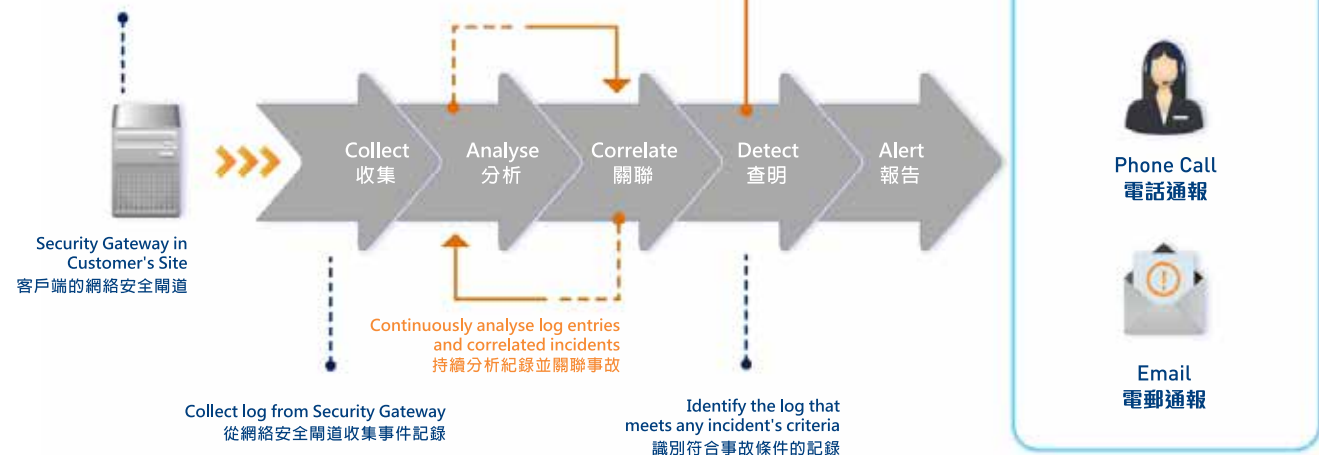 Collect
收集
Analyse
分析
Correlate
關聯
Detect
查明
Alert
報告
Phone Call
電話通報
Security Gateway in
Customer's Site
客戶端的網絡安全閘道
Continuously analyse log entries
and correlated incidents
持續分析紀錄並關聯事故
Email
電郵通報
Collect log from Security Gateway
從網絡安全閘道收集事件記錄
Identify the log that
meets any incident's criteria
識別符合事故條件的記錄